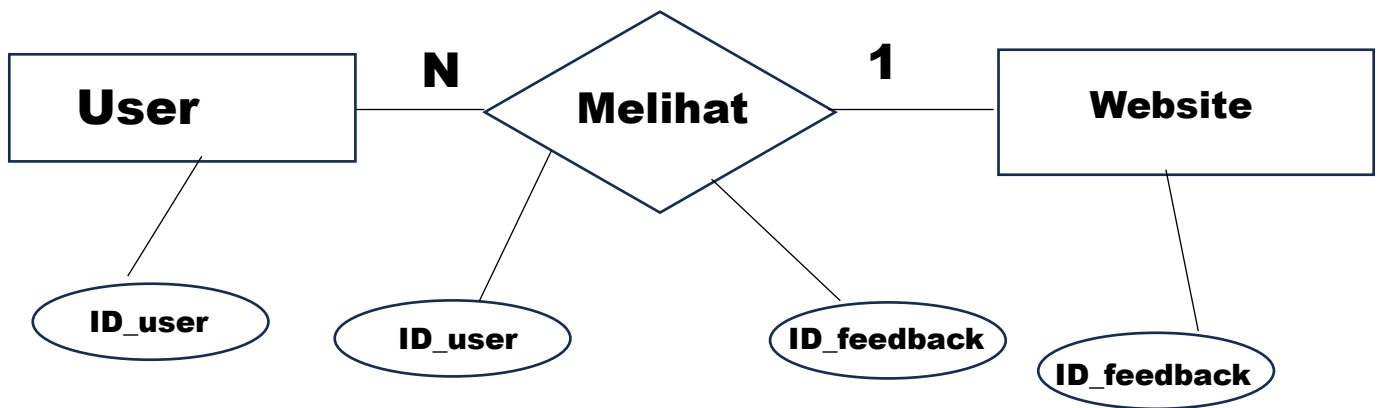 N
1
User
Melihat
Website
ID_user
ID_user
ID_feedback
ID_feedback